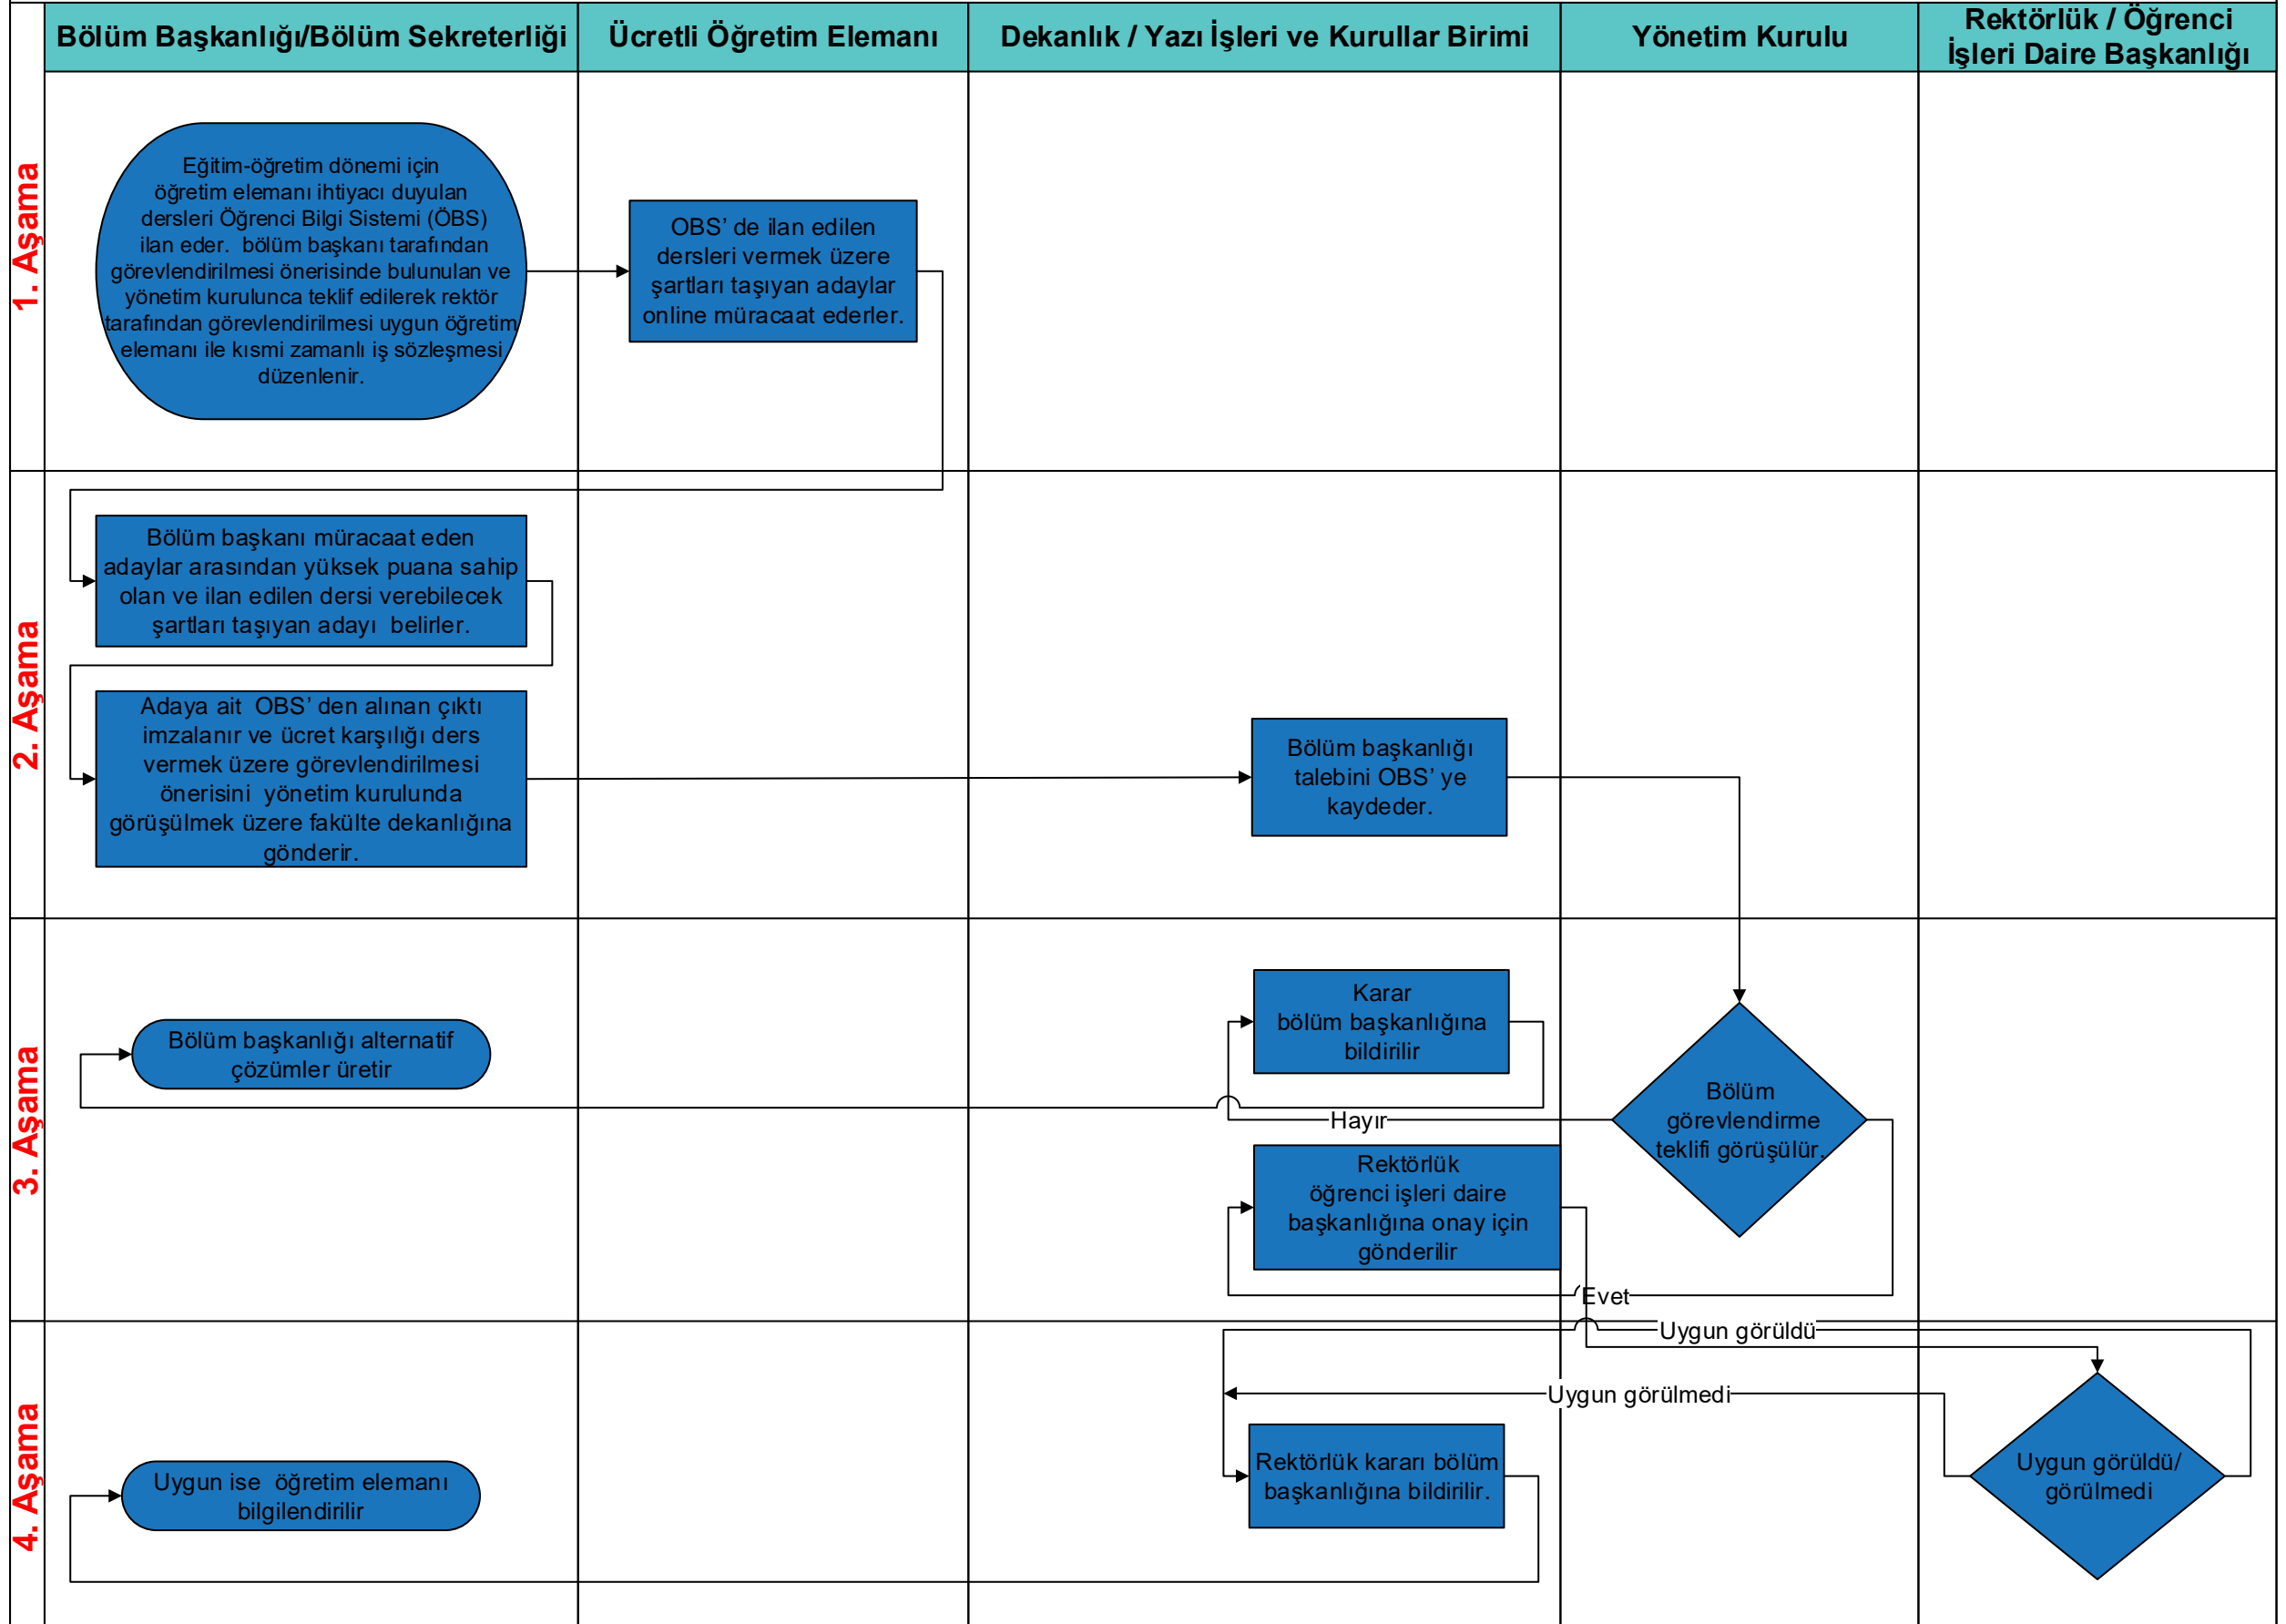 Bölüm Başkanlığı/Bölüm Sekreterliği
Ücretli Öğretim Elemanı
Dekanlık / Yazı İşleri ve Kurullar Birimi
Yönetim Kurulu
Rektörlük / Öğrenci
İşleri Daire Başkanlığı
1. Aşama
Eğitim-öğretim dönemi için
öğretim elemanı ihtiyacı duyulan
dersleri Öğrenci Bilgi Sistemi (ÖBS)
ilan eder.  bölüm başkanı tarafından
görevlendirilmesi önerisinde bulunulan ve
yönetim kurulunca teklif edilerek rektör
tarafından görevlendirilmesi uygun öğretim
elemanı ile kısmi zamanlı iş sözleşmesi
düzenlenir.
OBS’ de ilan edilen
dersleri vermek üzere
şartları taşıyan adaylar
online müracaat ederler.
2. Aşama
Bölüm başkanı müracaat eden
adaylar arasından yüksek puana sahip
olan ve ilan edilen dersi verebilecek
şartları taşıyan adayı  belirler.
Adaya ait  OBS’ den alınan çıktı
imzalanır ve ücret karşılığı ders
vermek üzere görevlendirilmesi
önerisini  yönetim kurulunda
görüşülmek üzere fakülte dekanlığına
gönderir.
Bölüm başkanlığı
talebini OBS’ ye
kaydeder.
3. Aşama
Bölüm başkanlığı alternatif
çözümler üretir
Karar
bölüm başkanlığına
bildirilir
Hayır
Bölüm
görevlendirme
teklifi görüşülür.
Rektörlük
öğrenci işleri daire
başkanlığına onay için
gönderilir
Evet
4. Aşama
Uygun görüldü
Uygun görülmedi
Uygun ise  öğretim elemanı
bilgilendirilir
Rektörlük kararı bölüm
başkanlığına bildirilir.
Uygun görüldü/
görülmedi